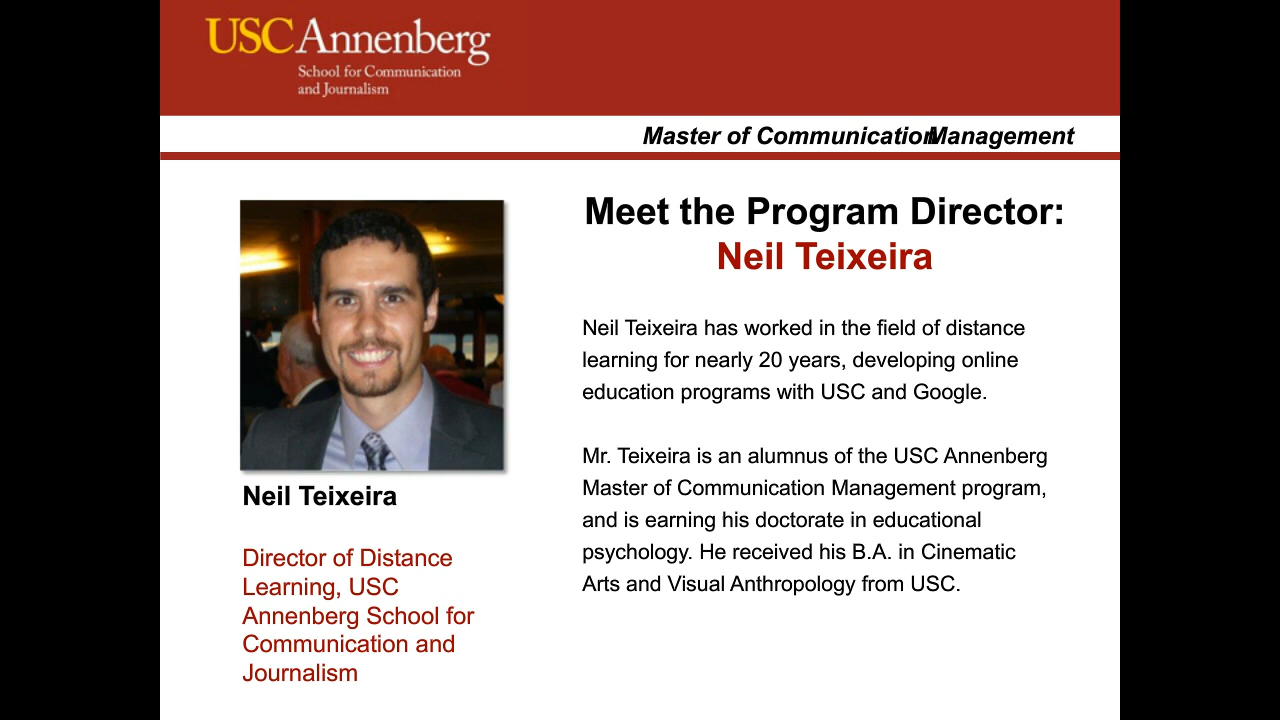 USC Annenberg
School for Communication
and Journalism
Master of Communication Management
Meet the Program Director:
Neil Teixeira
Neil Teixeira has worked in the field of distance
learning for nearly 20 years, developing online
education programs with USC and Google.
Mr. Teixeira is an alumnus of the USC Annenberg
Master of Communication Management program,
and is earning his doctorate in educational
psychology. He received his B.A. in Cinematic
Arts and Visual Anthropology from USC.
Neil Teixeira
Director of Distance
Learning, USC
Annenberg School for
Communication and
Journalism